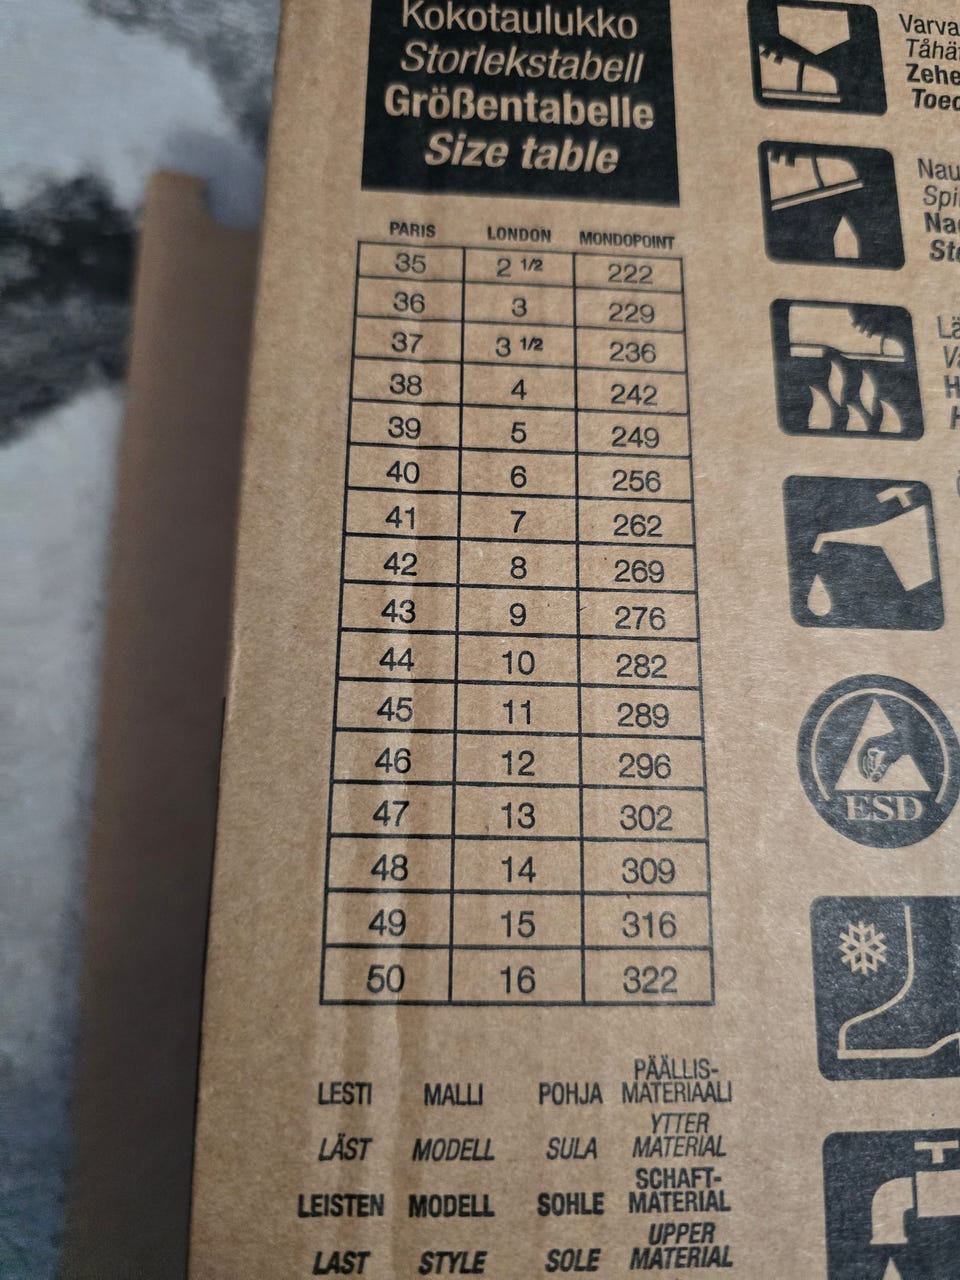 Kokotaulukko
Storlekstabell
Größentabelle
Size table
PARIS LONDON MONDOPOINT
35 2 1/2 222
36 3 229
37 3 1/2 236
38 4 242
39 5 249
40 6 256
41 7 262
42 8 269
43 9 276
44 10 282
45 11 289
46 12 296
47 13 302
48 14 309
49 15 316
50 16 322
LESTI MALLI POHJA PÄÄLLIS-
MATERIAALI
LÄST MODELL SULA YTTER
MATERIAL
LEISTEN MODELL SOHLE SCHAFT-
MATERIAL
LAST STYLE SOLE UPPER
MATERIAL
ESD